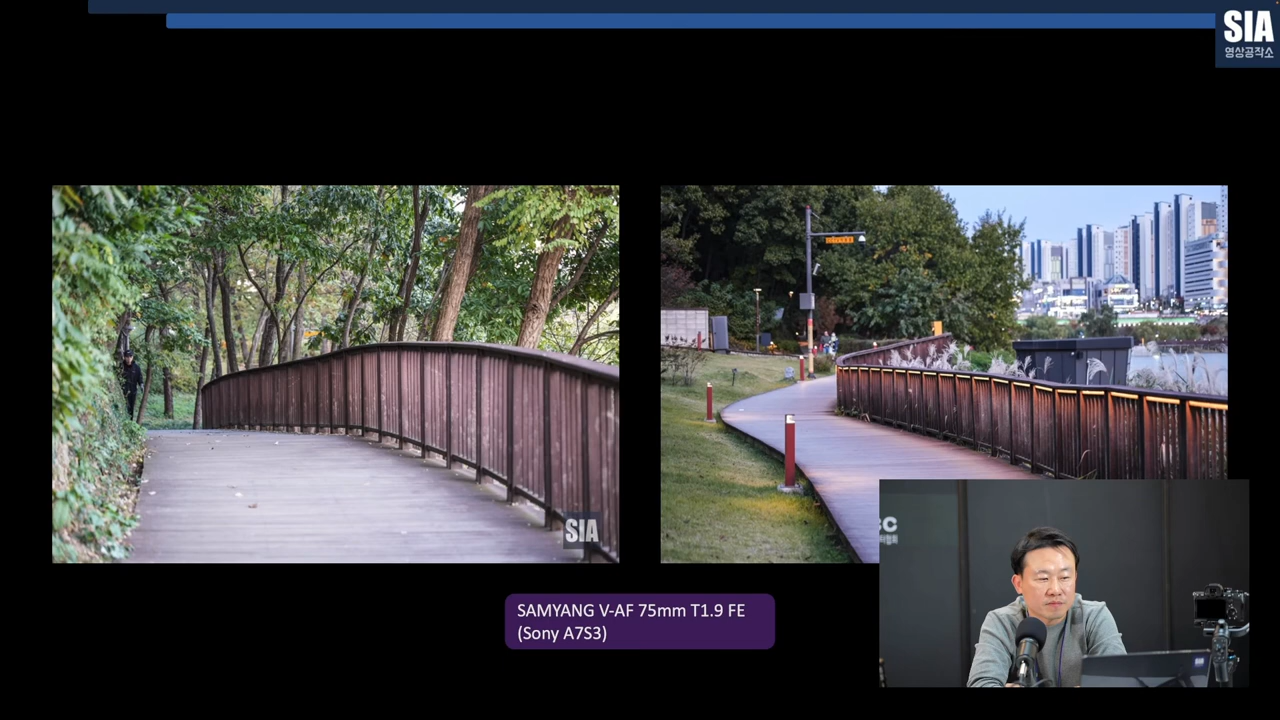 SIA
영상공작소
SIA
SAMYANG V-AF 75mm T1.9 FE
(Sony A7S3)